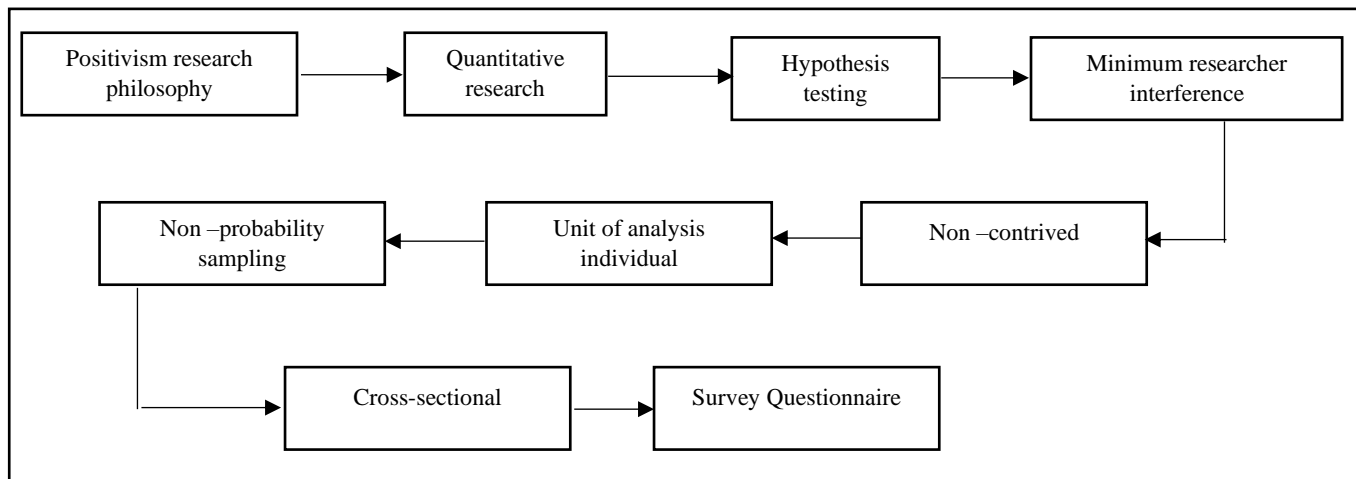 Positivism research
philosophy
Quantitative
research
Hypothesis
testing
Minimum researcher
interference
Non –contrived
Unit of analysis
individual
Non –probability
sampling
Cross-sectional
Survey Questionnaire